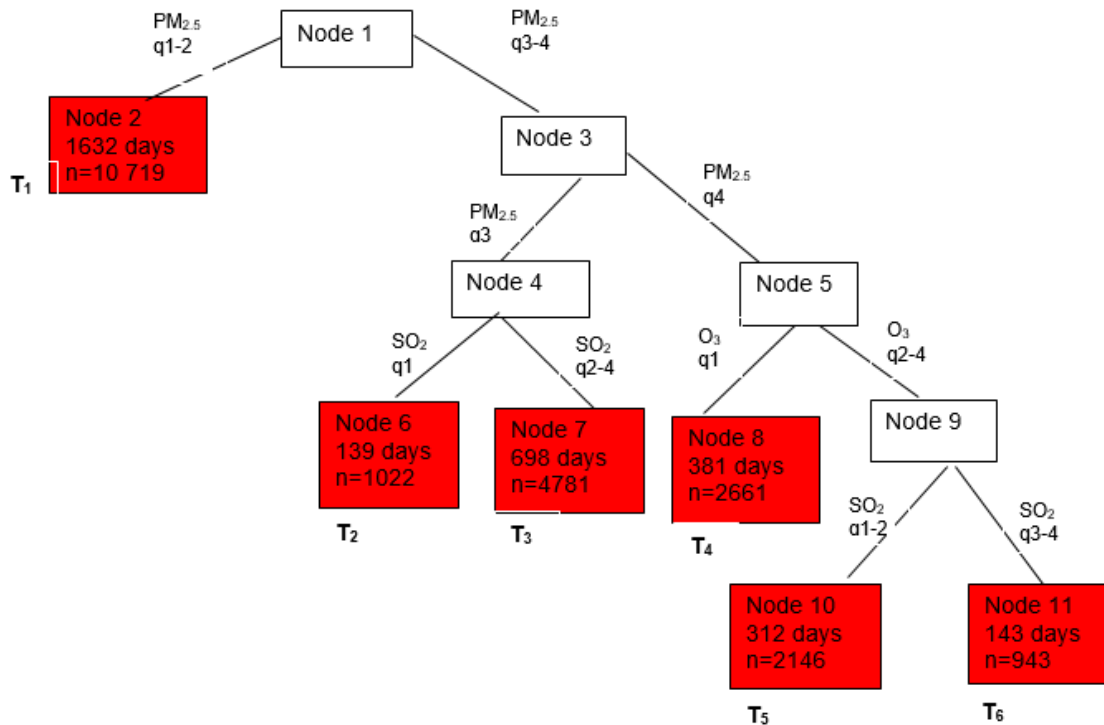 PM2.5
q1-2
Node 1
PM2.5
q3-4
Node 2
1632 days
n=10 719
T1
Node 3
PM2.5
q3
PM2.5
q4
Node 4
Node 5
SO2
q1
SO2
q2-4
O3
q1
O3
q2-4
Node 6
139 days
n=1022
T2
Node 7
698 days
n=4781
T3
Node 8
381 days
n=2661
T4
Node 9
SO2
q1-2
SO2
q3-4
Node 10
312 days
n=2146
T5
Node 11
143 days
n=943
T6